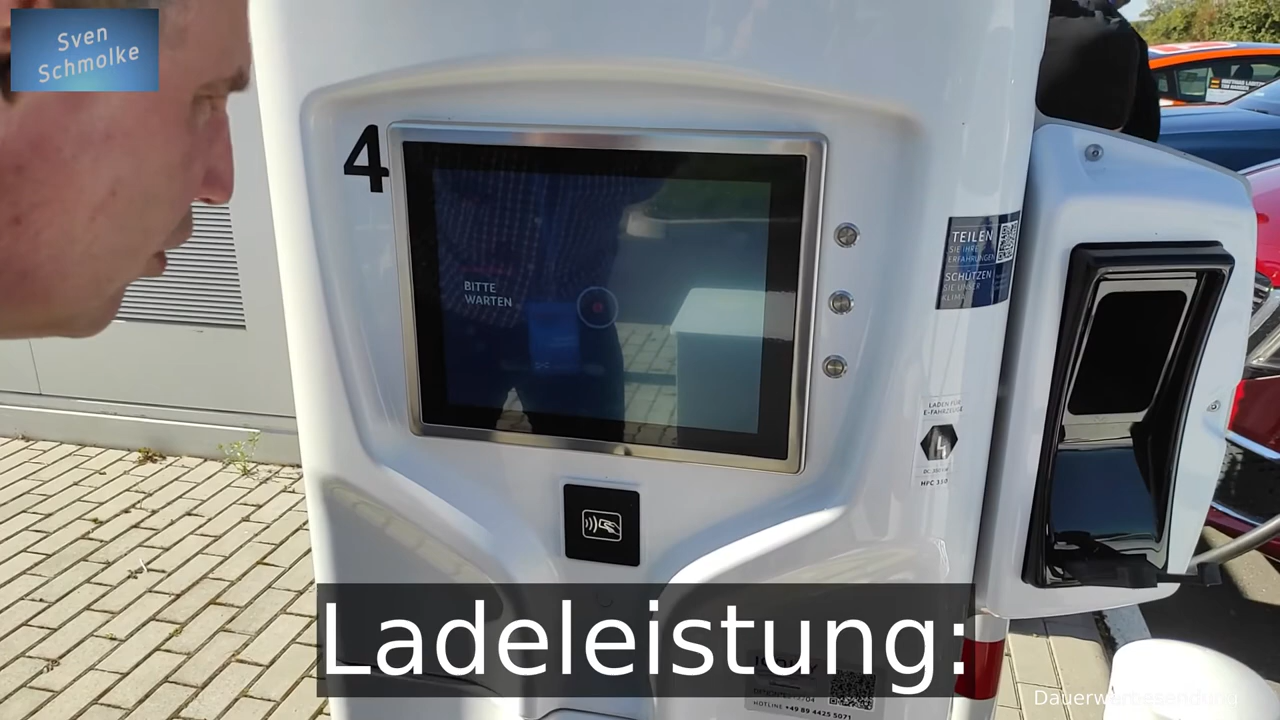 Sven
Schmolke
4
BITTE
WARTEN
TEILEN
SIE IHRE
ERFAHRUNGEN
SCHÜTZEN
SIE UNSER
KLIMA
LADEN FÜR
E-FAHRZEUGE
HPC
Ladeleistung:
HOTLINE +49 89 4425 5071
Dauerwerbesendung